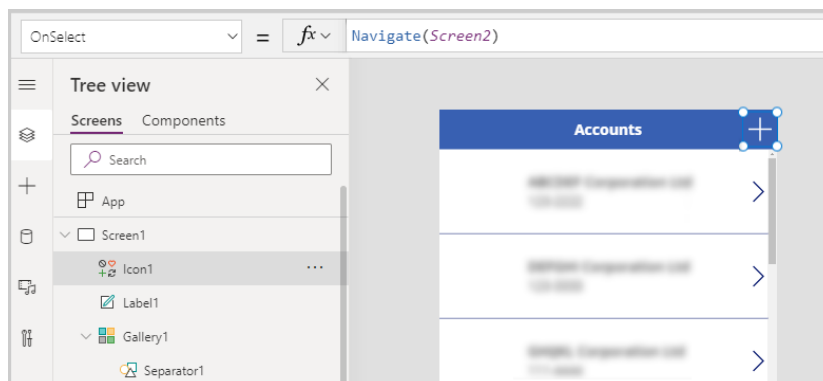 OnSelect = fx Navigate(Screen2)
Tree view
Screens Components
Search
App
Screen1
Icon1 ...
Label1
Gallery1
Separator1
Accounts